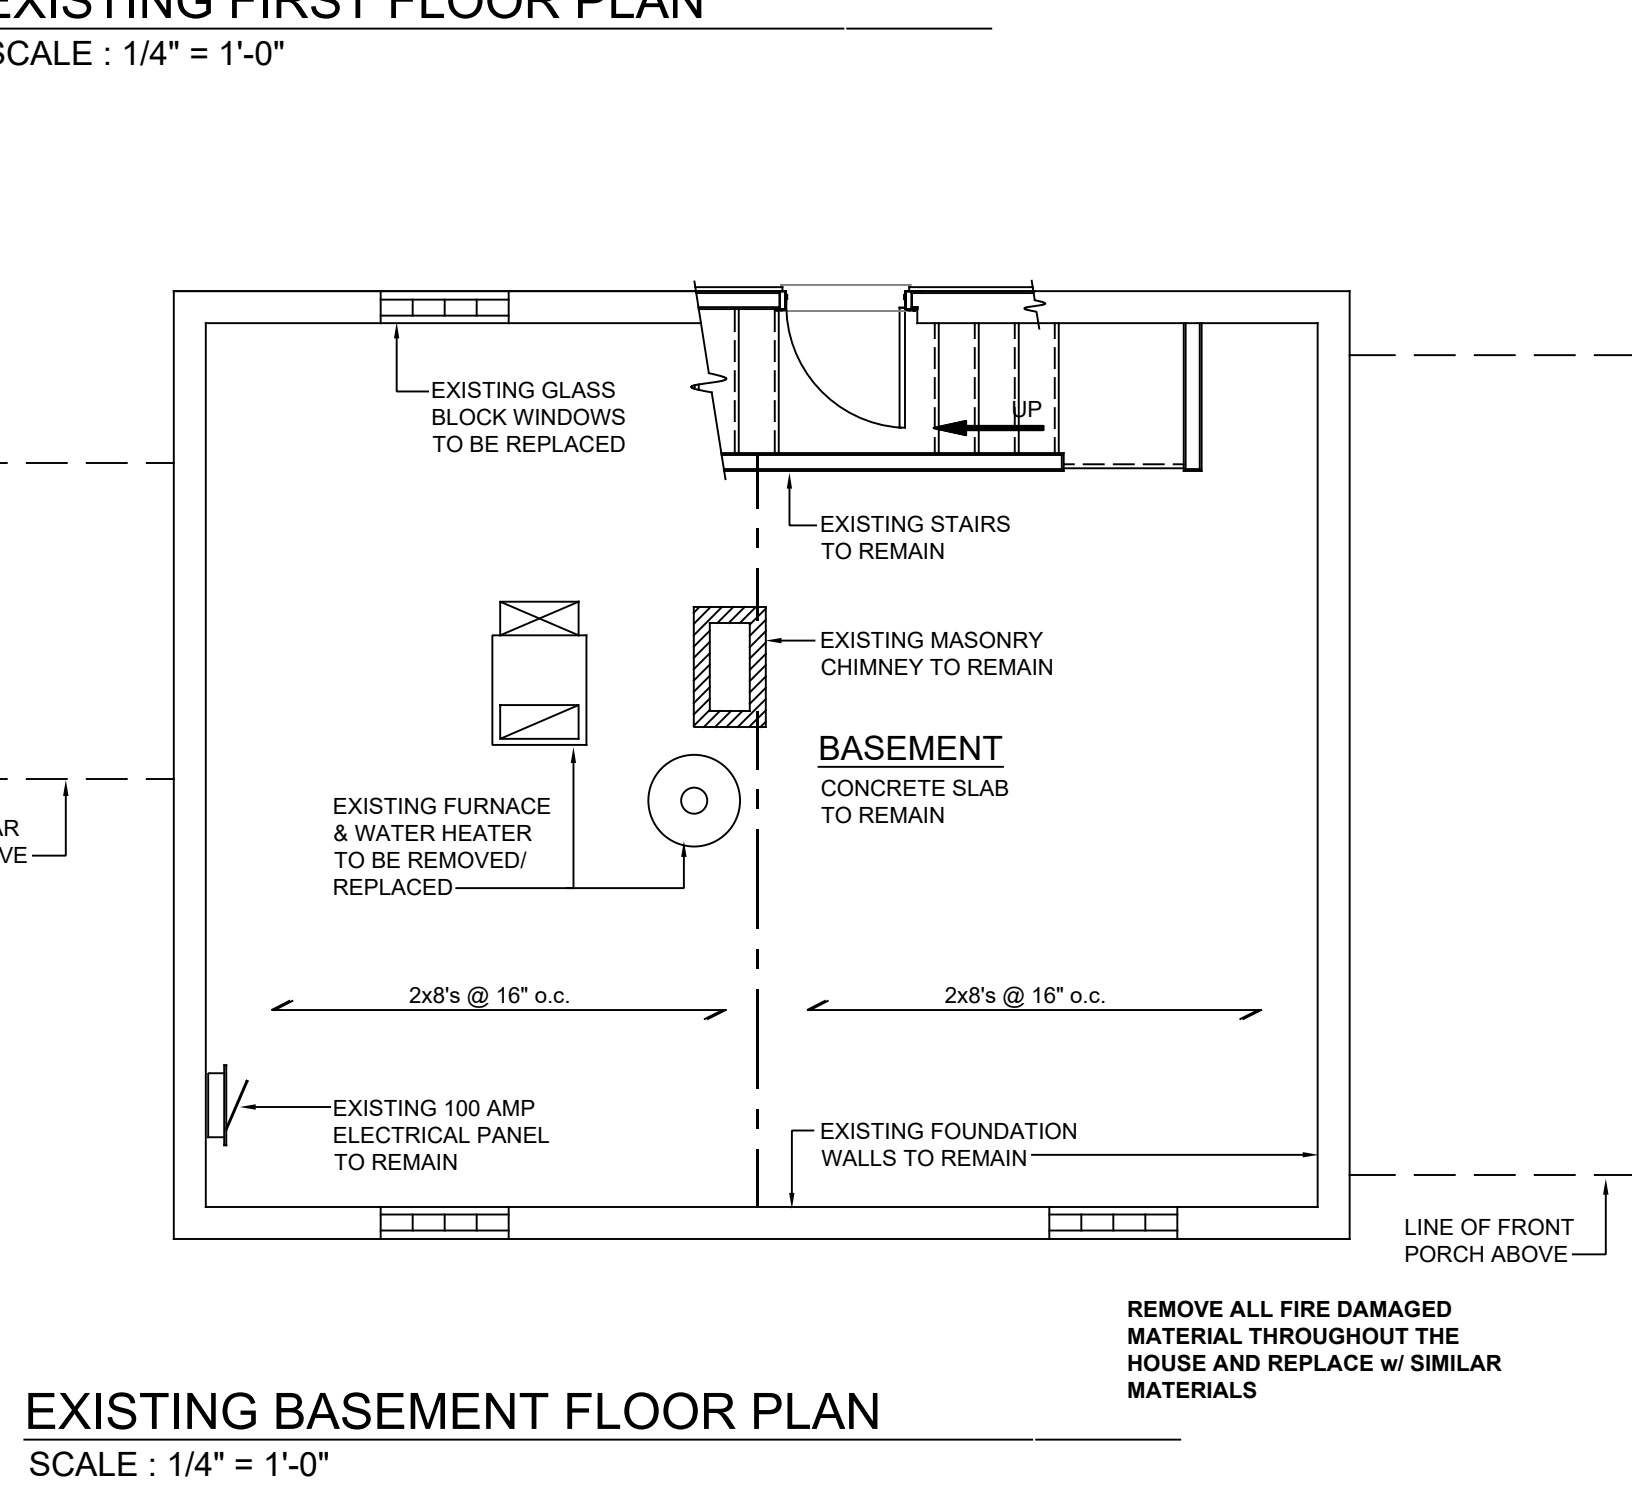 EXISTING FIRST FLOOR PLAN
SCALE : 1/4" = 1'-0"
EXISTING GLASS
BLOCK WINDOWS
TO BE REPLACED
UP
EXISTING STAIRS
TO REMAIN
EXISTING MASONRY
CHIMNEY TO REMAIN
BASEMENT
CONCRETE SLAB
TO REMAIN
EXISTING FURNACE
& WATER HEATER
TO BE REMOVED/
REPLACED
2x8's @ 16" o.c.
2x8's @ 16" o.c.
EXISTING 100 AMP
ELECTRICAL PANEL
TO REMAIN
EXISTING FOUNDATION
WALLS TO REMAIN
LINE OF FRONT
PORCH ABOVE
REMOVE ALL FIRE DAMAGED
MATERIAL THROUGHOUT THE
HOUSE AND REPLACE w/ SIMILAR
MATERIALS
EXISTING BASEMENT FLOOR PLAN
SCALE : 1/4" = 1'-0"